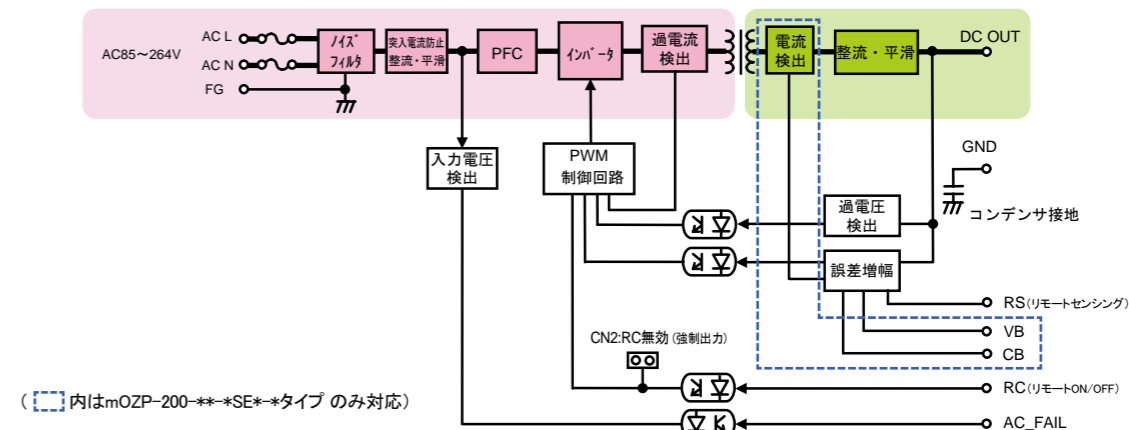 AC85～264V
AC L
AC N
FG
ノイズ
フィルタ
突入電流防止
整流・平滑
PFC
インバータ
過電流
検出
電流
検出
整流・平滑
DC OUT
入力電圧
検出
PWM
制御回路
GND
コンデンサ接地
過電圧
検出
誤差増幅
RS(リモートセンシング)
VB
CB
CN2:RC無効(強制出力)
RC(リモートON/OFF)
AC_FAIL
( 内はmOZP-200-**-*SE*-*タイプ のみ対応)